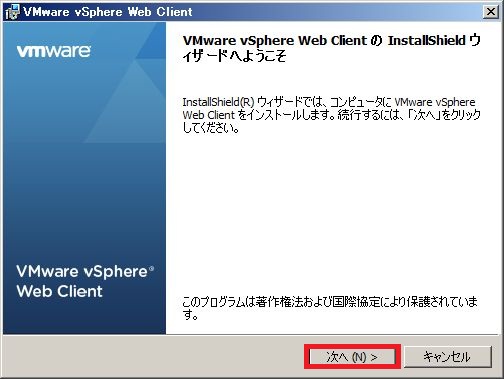 VMware vSphere Web Client
vmware
VMware vSphere Web Client の InstallShield ウ
ィザードへようこそ
InstallShield(R) ウィザードでは、コンピュータに VMware vSphere
Web Client をインストールします。続行するには、「次へ」をクリック
してください。
VMware vSphere®
Web Client
このプログラムは著作権法および国際協定により保護されていま
す。
次へ(N) >
キャンセル